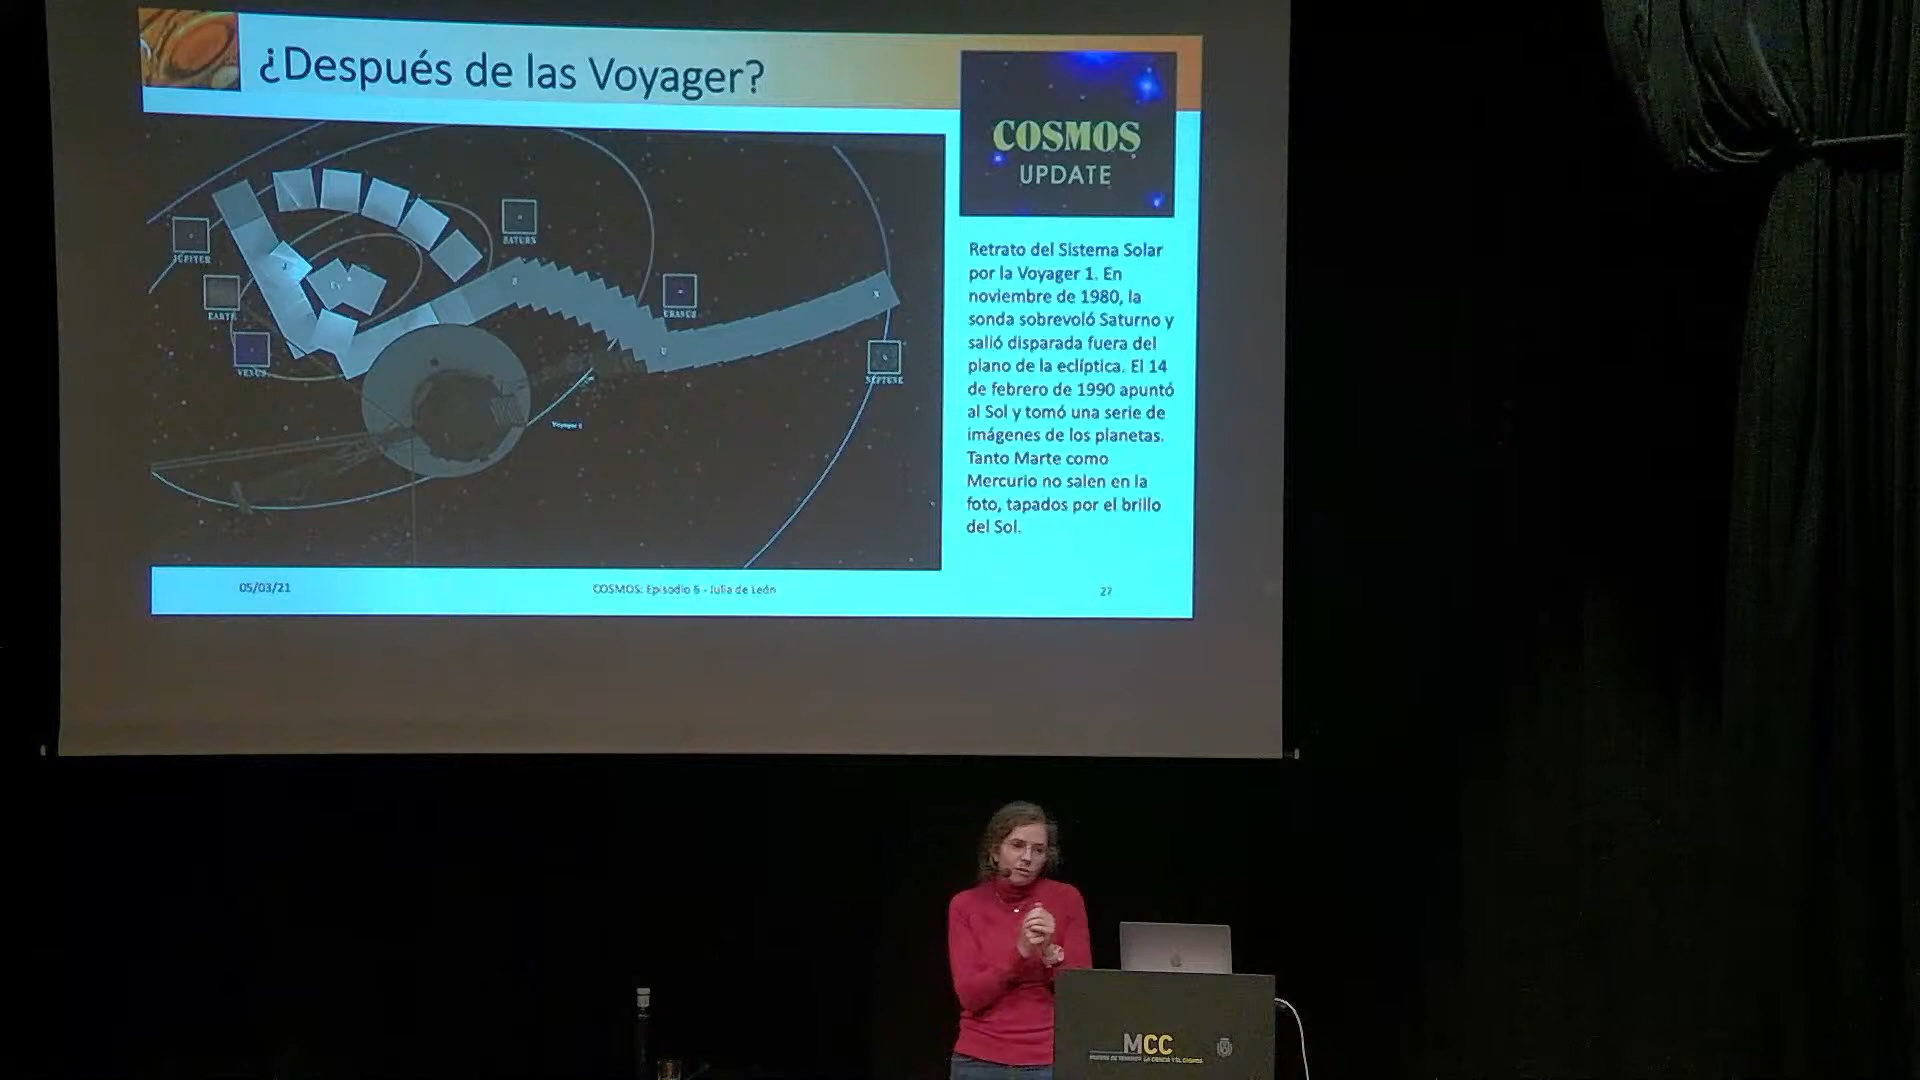 ¿Después de las Voyager?
COSMOS
UPDATE
JUPITER
EARTH
VENUS
SATURN
URANUS
NEPTUNE
Voyager 1
Retrato del Sistema Solar
por la Voyager 1. En
noviembre de 1980, la
sonda sobrevoló Saturno y
salió disparada fuera del
plano de la eclíptica. El 14
de febrero de 1990 apuntó
al Sol y tomó una serie de
imágenes de los planetas.
Tanto Marte como
Mercurio no salen en la
foto, tapados por el brillo
del Sol.
05/03/21
COSMOS: Episodio 6 - Julia de León
27
MCC